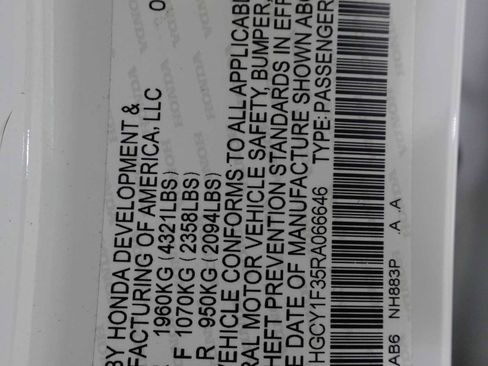 BY HONDA DEVELOPMENT &
FACTURING OF AMERICA, LLC 0
1960KG (4321LBS)
F 1070KG (2358LBS)
R 950KG (2094LBS)
VEHICLE CONFORMS TO ALL APPLICABL
RAL MOTOR VEHICLE SAFETY, BUMPER,
HEFT PREVENTION STANDARDS IN EFF
E DATE OF MANUFACTURE SHOWN ABO
HGCY1F35RA066646 TYPE: PASSENGER
AB6 NH883P .A .A